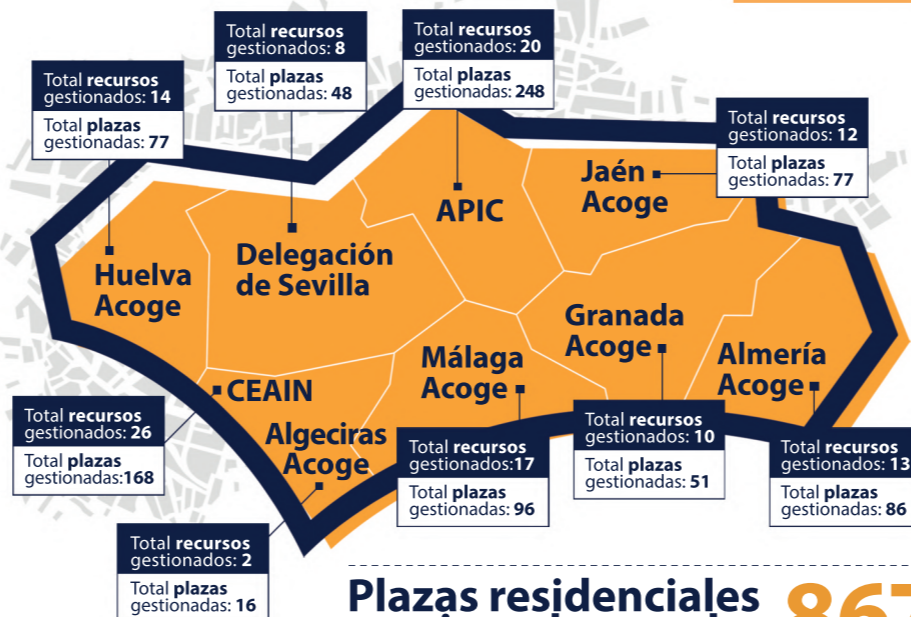 Total recursos
gestionados: 8
Total plazas
gestionadas: 48
Total recursos
gestionados: 20
Total plazas
gestionadas: 248
Total recursos
gestionados: 14
Total plazas
gestionadas: 77
Total recursos
gestionados: 12
Total plazas
gestionadas: 77
Huelva
Acoge
Delegación
de Sevilla
APIC
Jaén
Acoge
CEAIN
Algeciras
Acoge
Málaga
Acoge
Granada
Acoge
Almería
Acoge
Total recursos
gestionados: 26
Total plazas
gestionadas:168
Total recursos
gestionados:17
Total plazas
gestionadas: 96
Total recursos
gestionados: 10
Total plazas
gestionadas: 51
Total recursos
gestionados: 13
Total plazas
gestionadas: 86
Total recursos
gestionados: 2
Total plazas
gestionadas: 16
Plazas residenciales
867